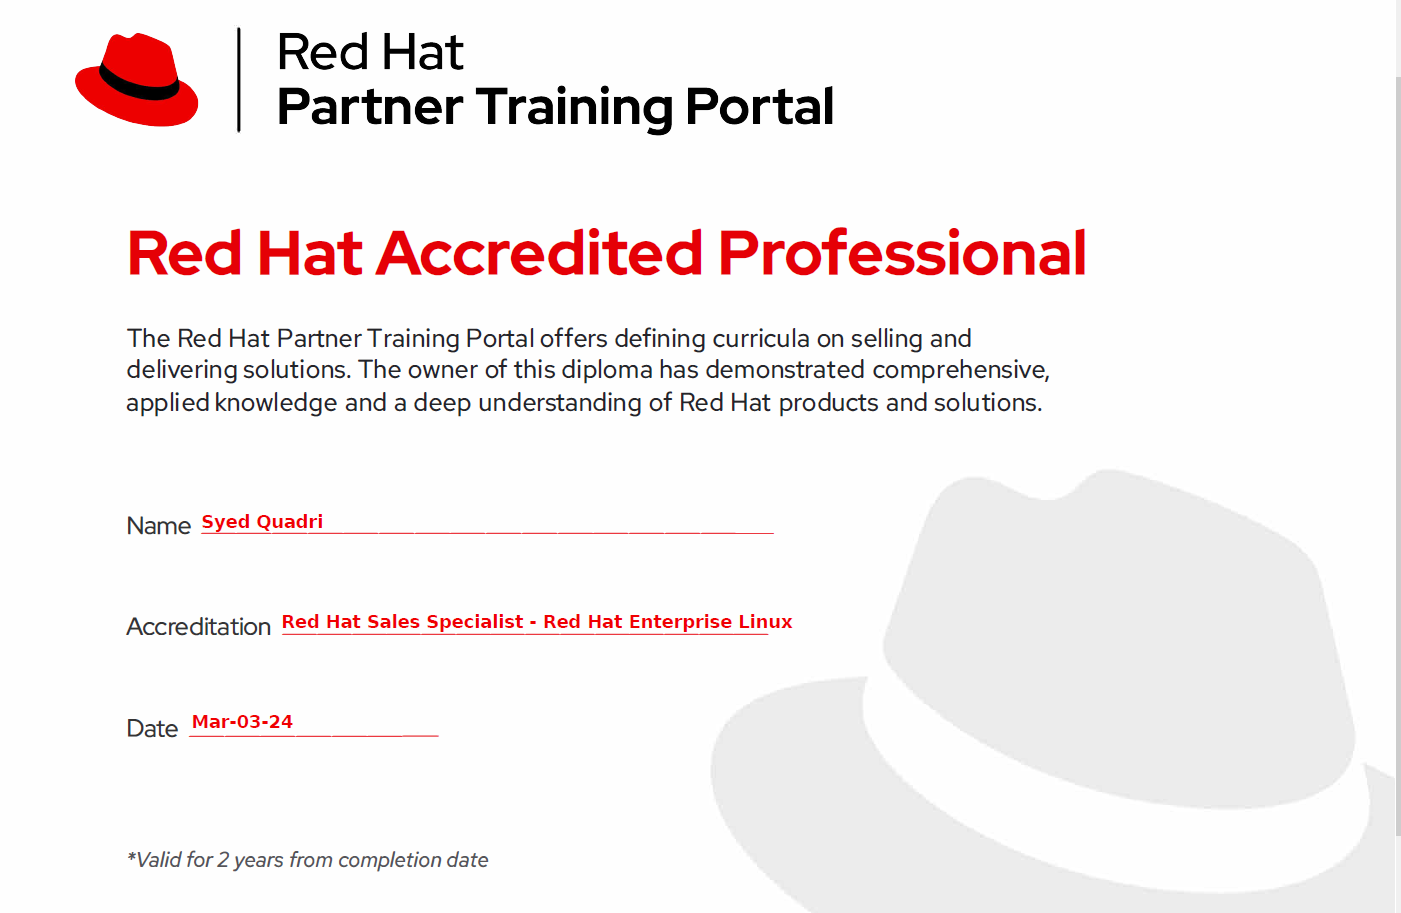 Red Hat
Partner Training Portal
Red Hat Accredited Professional
The Red Hat Partner Training Portal offers defining curricula on selling and
delivering solutions. The owner of this diploma has demonstrated comprehensive,
applied knowledge and a deep understanding of Red Hat products and solutions.
Name Syed Quadri
Accreditation Red Hat Sales Specialist - Red Hat Enterprise Linux
Date Mar-03-24
*Valid for 2 years from completion date